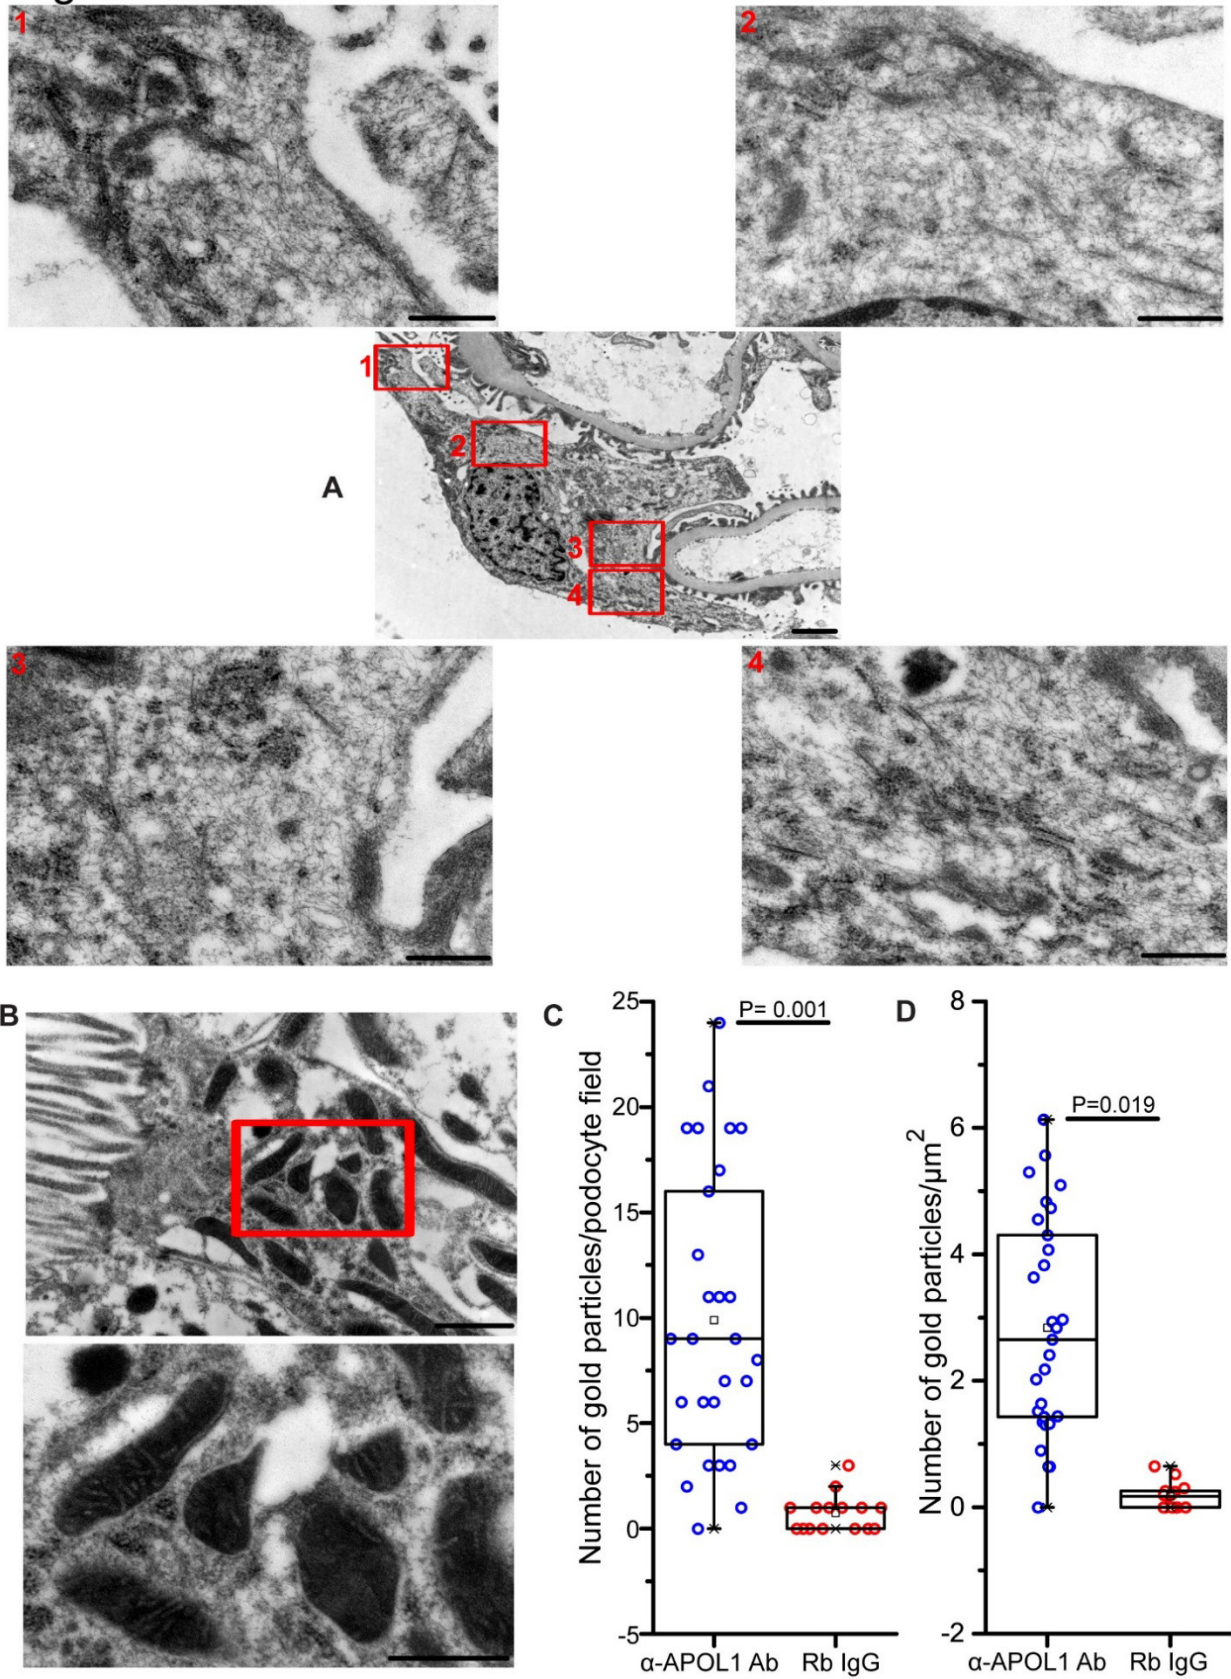 1
2
A
1
2
3
4
3
4
B
C
Number of gold particles/podocyte field
25
20
15
10
5
0
-5
P= 0.001
α-APOL1 Ab
Rb IgG
D
Number of gold particles/µm²
8
6
4
2
0
-2
P=0.019
α-APOL1 Ab
Rb IgG